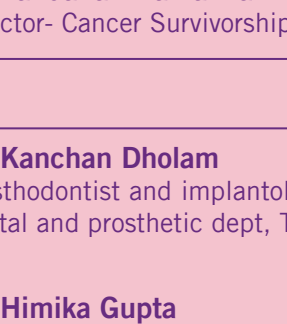 ctor- Cancer Survivorship
Kanchan Dholam
sthodontist and implantol
tal and prosthetic dept, T
Himika Gupta